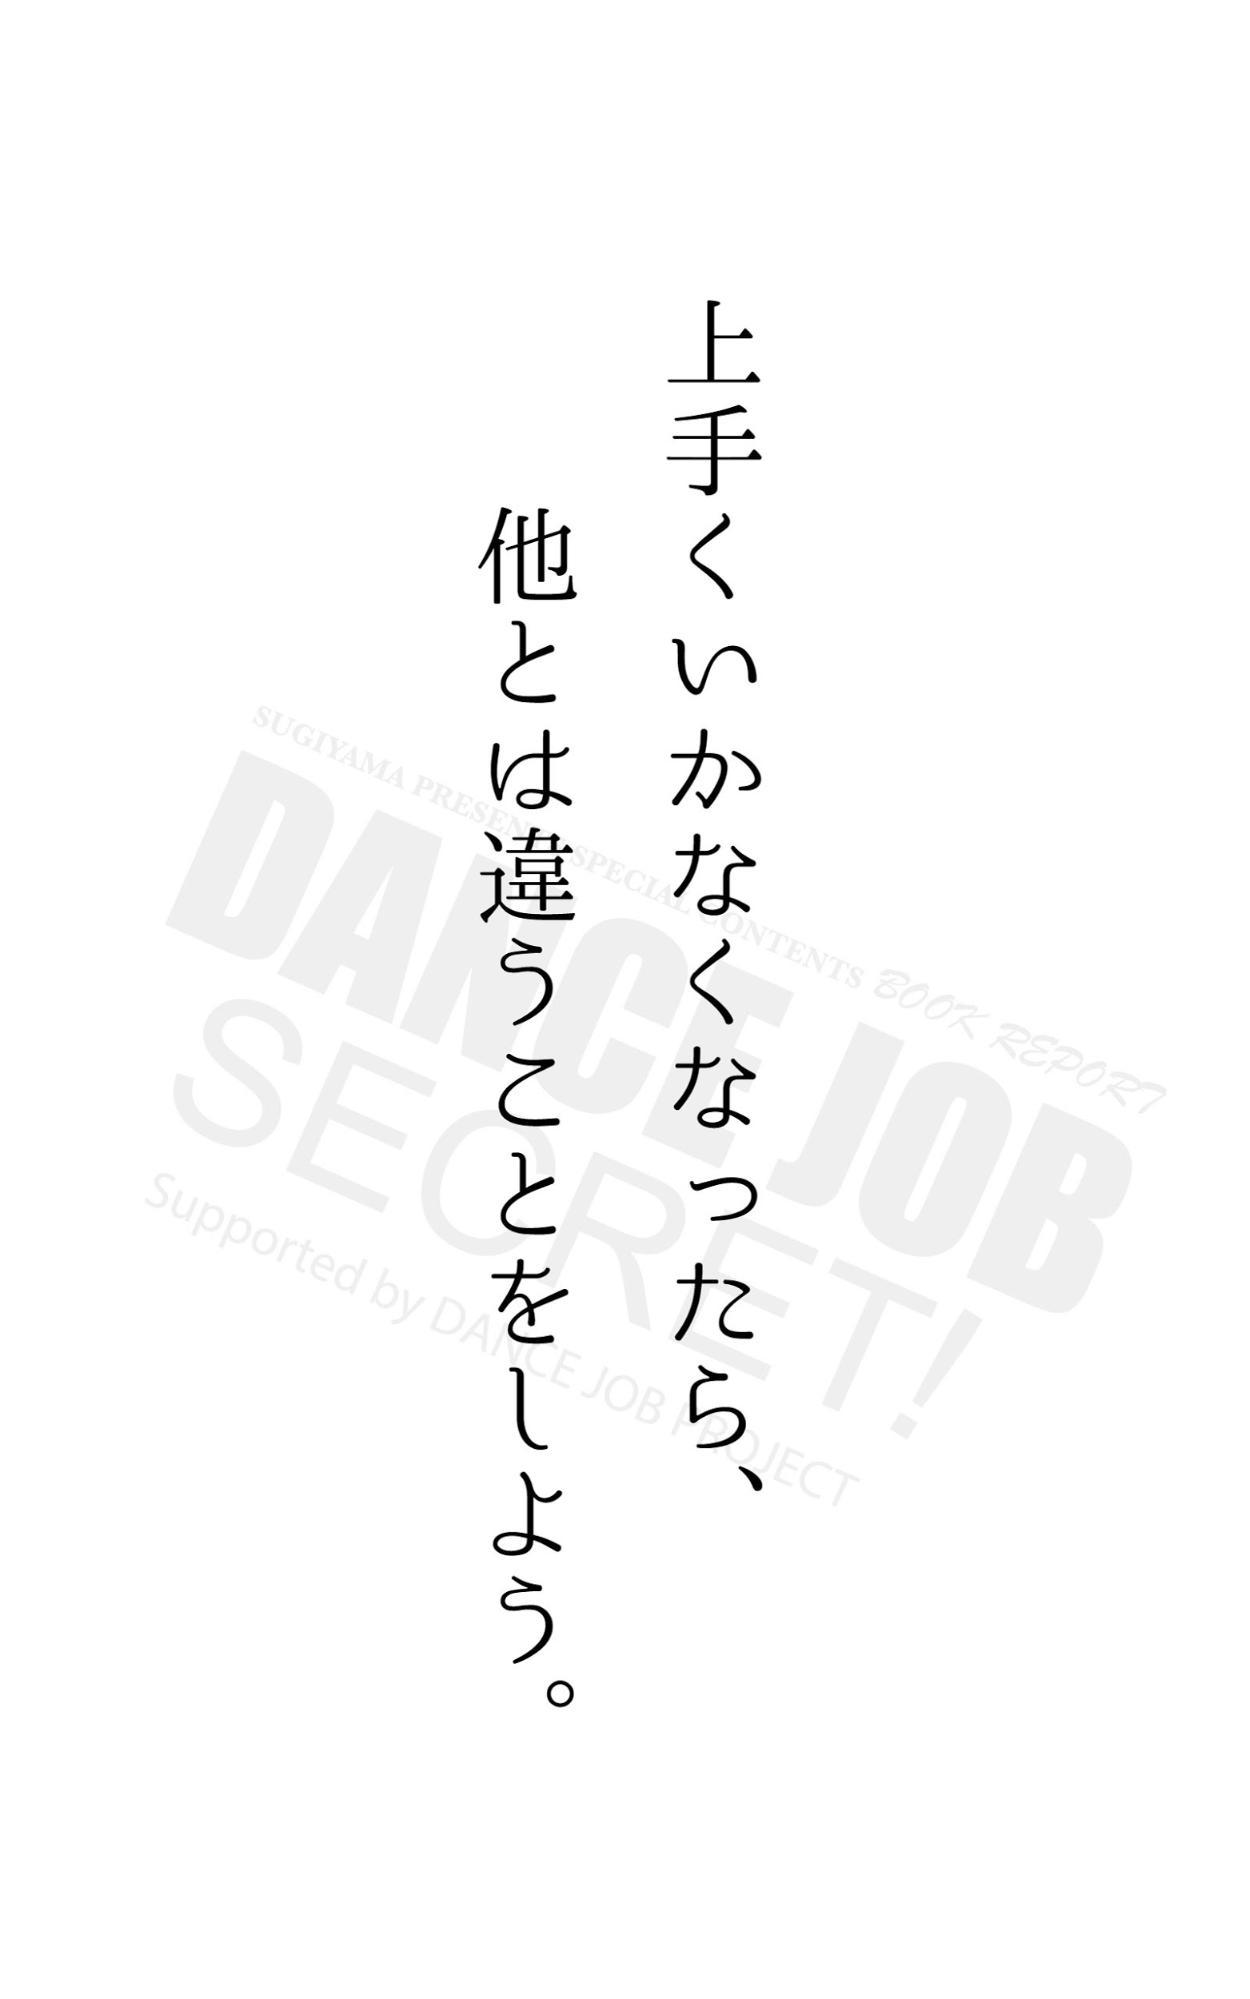 上手くいかなくなったら、
他とは違うことをしよう。
SUGIYAMA PRESENTS SPECIAL CONTENTS BOOK REPORT
DANCE JOB
SECRET!
Supported by DANCE JOB PROJECT